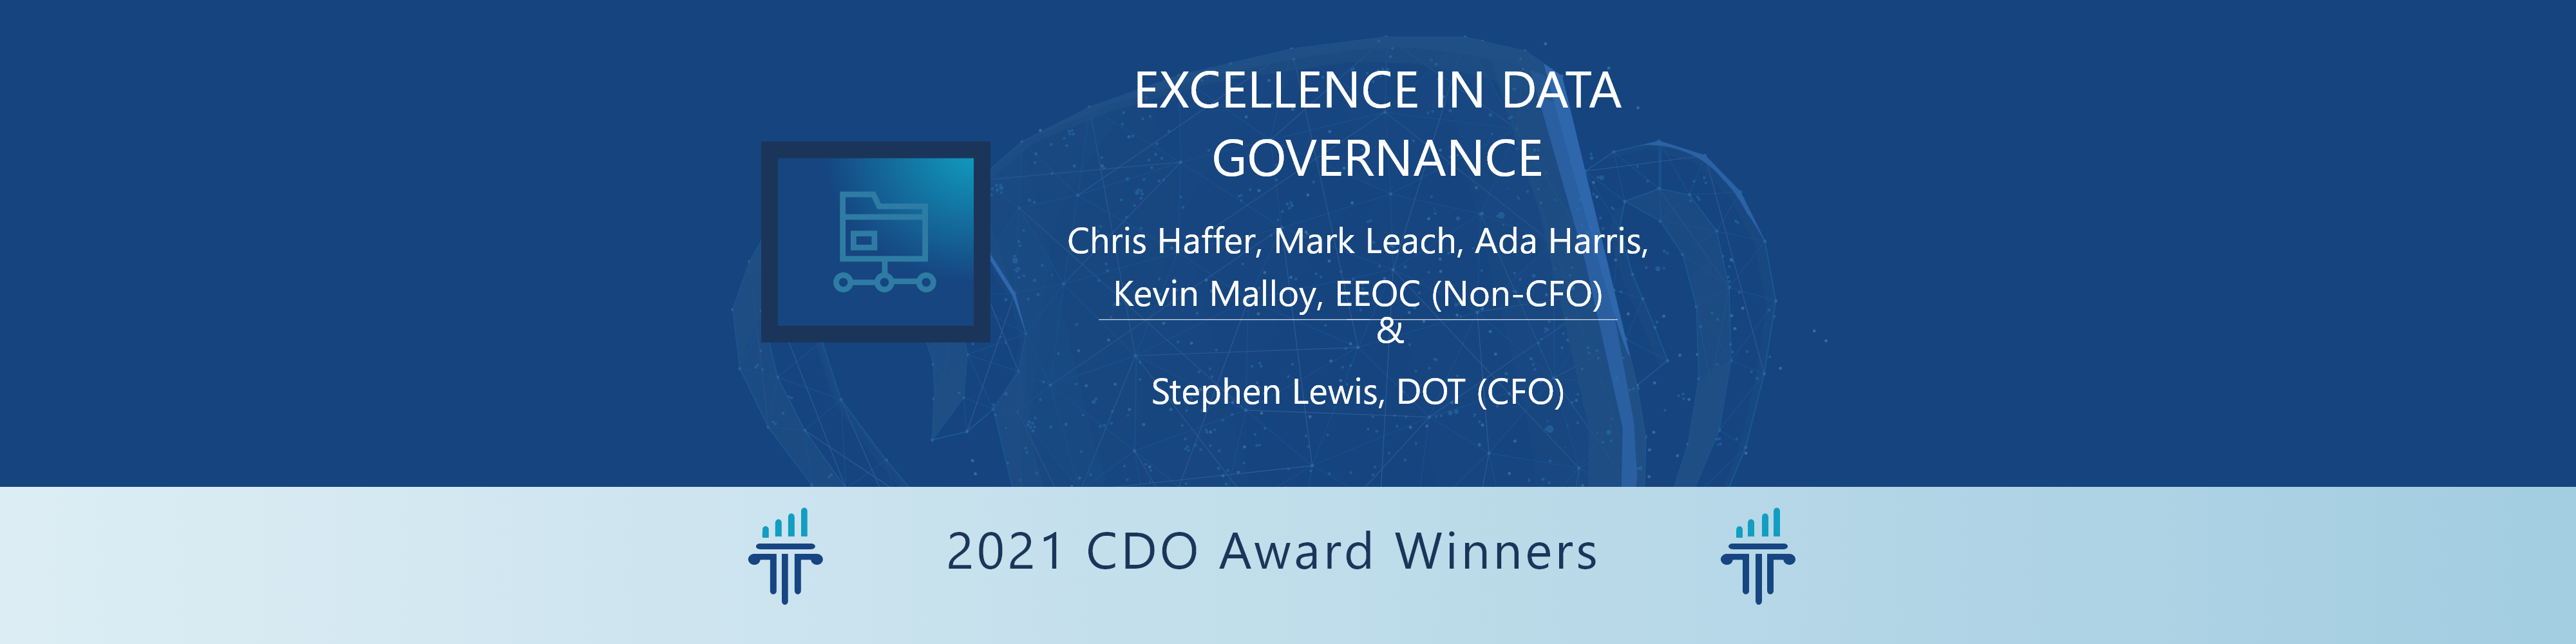 EXCELLENCE IN DATA
GOVERNANCE
Chris Haffer, Mark Leach, Ada Harris,
Kevin Malloy, EEOC (Non-CFO)
&
Stephen Lewis, DOT (CFO)
2021 CDO Award Winners